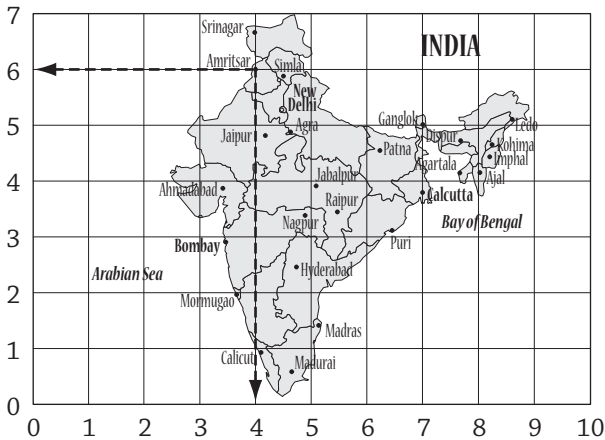 7
Srinagar
INDIA
6
Amritsar
Simla
New
Delhi
5
Jaipur
Agra
Ganglok
Dispur
Ledo
Patna
Kohima
Imphal
Agartala
Ajal
4
Ahmadabad
Jabalpur
Raipur
Calcutta
Nagpur
Bay of Bengal
3
Bombay
Puri
Arabian Sea
Hyderabad
2
Mormugao
Madras
1
Calicut
Madurai
0
0 1 2 3 4 5 6 7 8 9 10